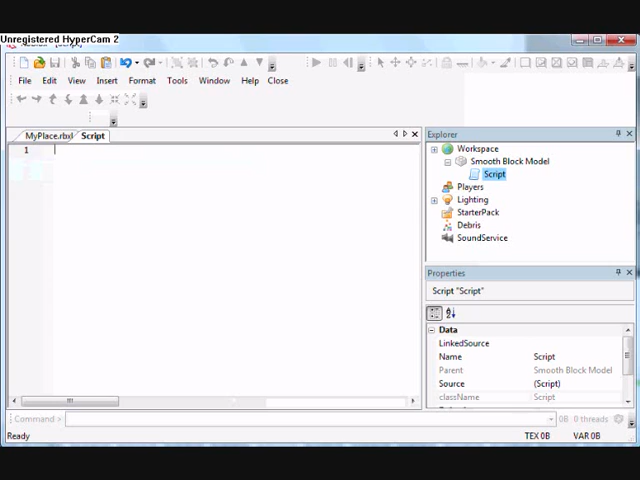 Unregistered HyperCam 2
File Edit View Insert Format Tools Window Help Close
MyPlace.rbxl Script
1
Explorer
Workspace
Smooth Block Model
Script
Players
Lighting
StarterPack
Debris
SoundService
Properties
Script "Script"
Data
LinkedSource
Name Script
Parent Smooth Block Model
Source (Script)
className Script
Command > 0B 0 threads
Ready TEX 0B VAR 0B